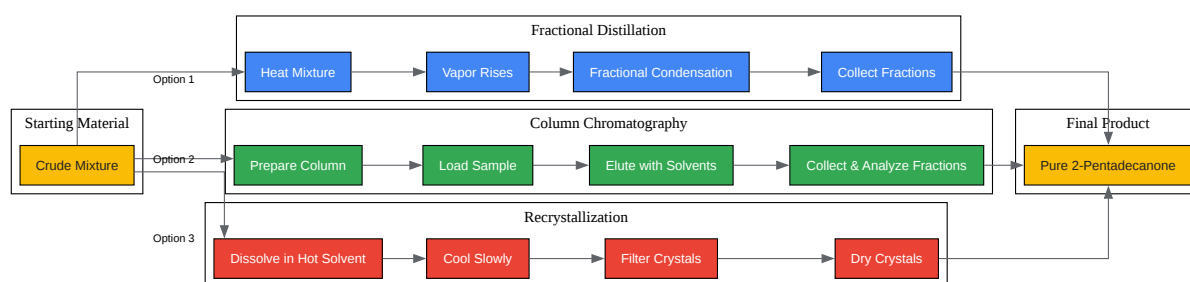 Fractional Distillation
Option 1
Heat Mixture
Vapor Rises
Fractional Condensation
Collect Fractions
Starting Material
Crude Mixture
Column Chromatography
Option 2
Prepare Column
Load Sample
Elute with Solvents
Collect & Analyze Fractions
Final Product
Pure 2-Pentadecanone
Recrystallization
Option 3
Dissolve in Hot Solvent
Cool Slowly
Filter Crystals
Dry Crystals